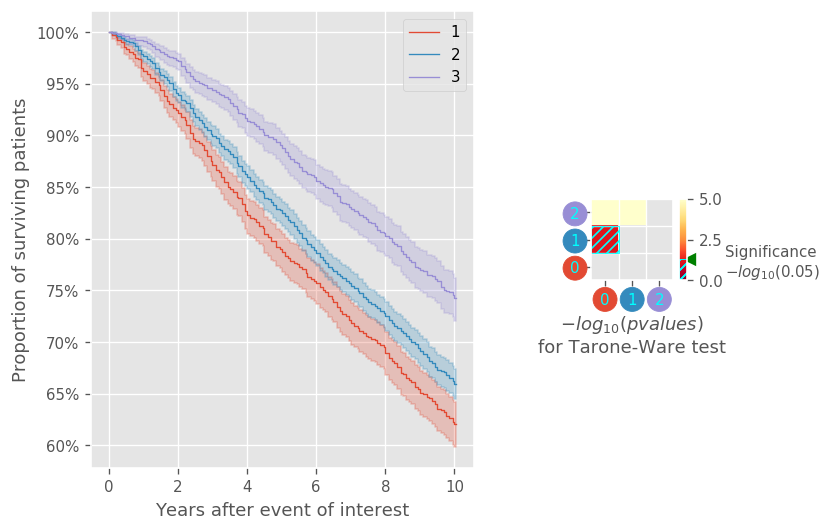 100%
95%
90%
85%
80%
75%
70%
65%
60%
Proportion of surviving patients
0 2 4 6 8 10
Years after event of interest
1
2
3
2
1
0
0 1 2
5.0
2.5
0.0
Significance
−log₁₀(0.05)
−log₁₀(pvalues)
for Tarone-Ware test